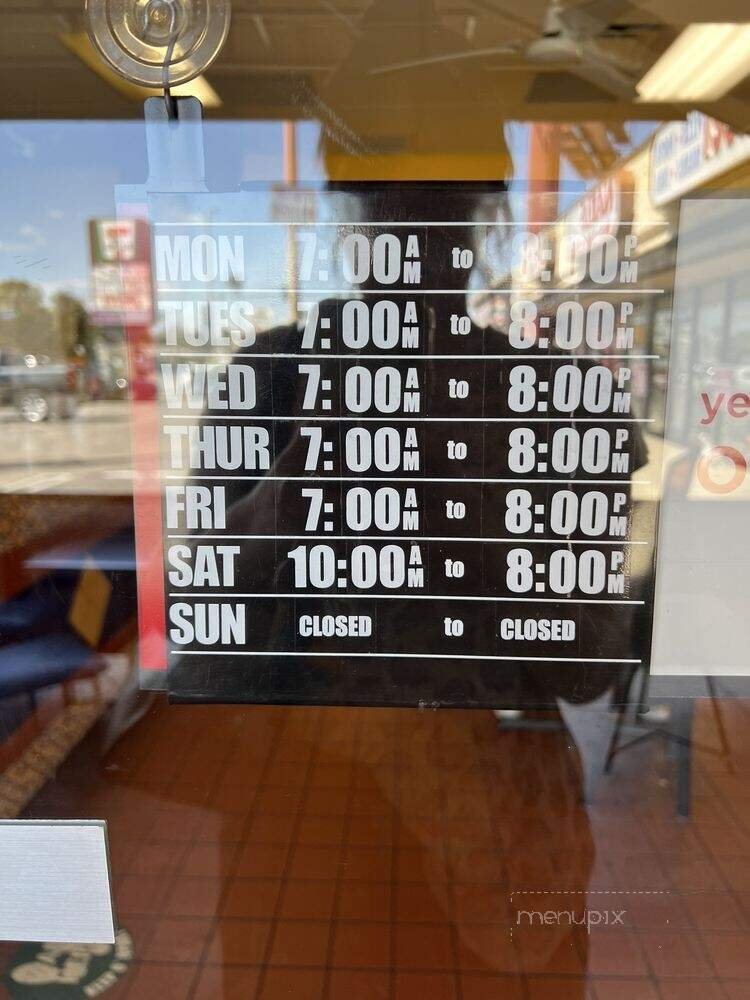 MON 7:00AM to 8:00PM
TUES 7:00AM to 8:00PM
WED 7:00AM to 8:00PM
THUR 7:00AM to 8:00PM
FRI 7:00AM to 8:00PM
SAT 10:00AM to 8:00PM
SUN CLOSED to CLOSED
ye
O
menupix